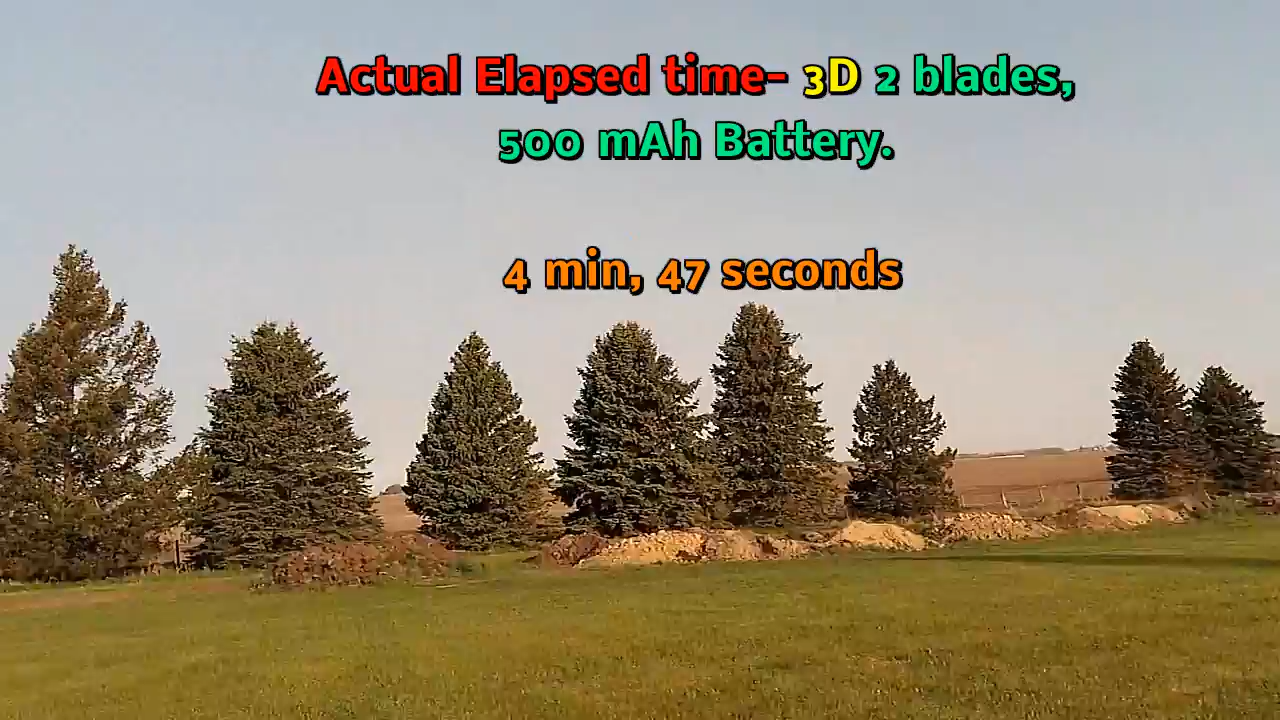 Actual Elapsed time- 3D 2 blades,
500 mAh Battery.
4 min, 47 seconds